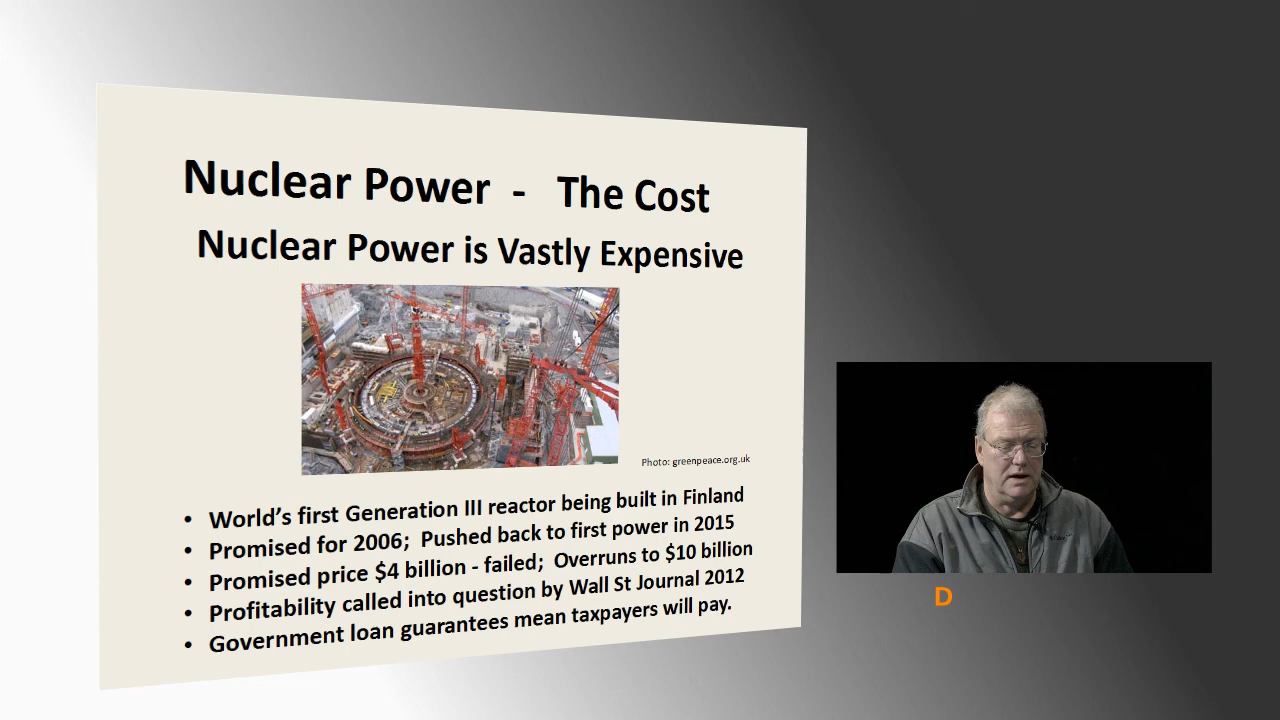 Nuclear Power - The Cost
Nuclear Power is Vastly Expensive
Photo: greenpeace.org.uk
• World's first Generation III reactor being built in Finland
• Promised for 2006; Pushed back to first power in 2015
• Promised price $4 billion - failed; Overruns to $10 billion
• Profitability called into question by Wall St Journal 2012
• Government loan guarantees mean taxpayers will pay.
D